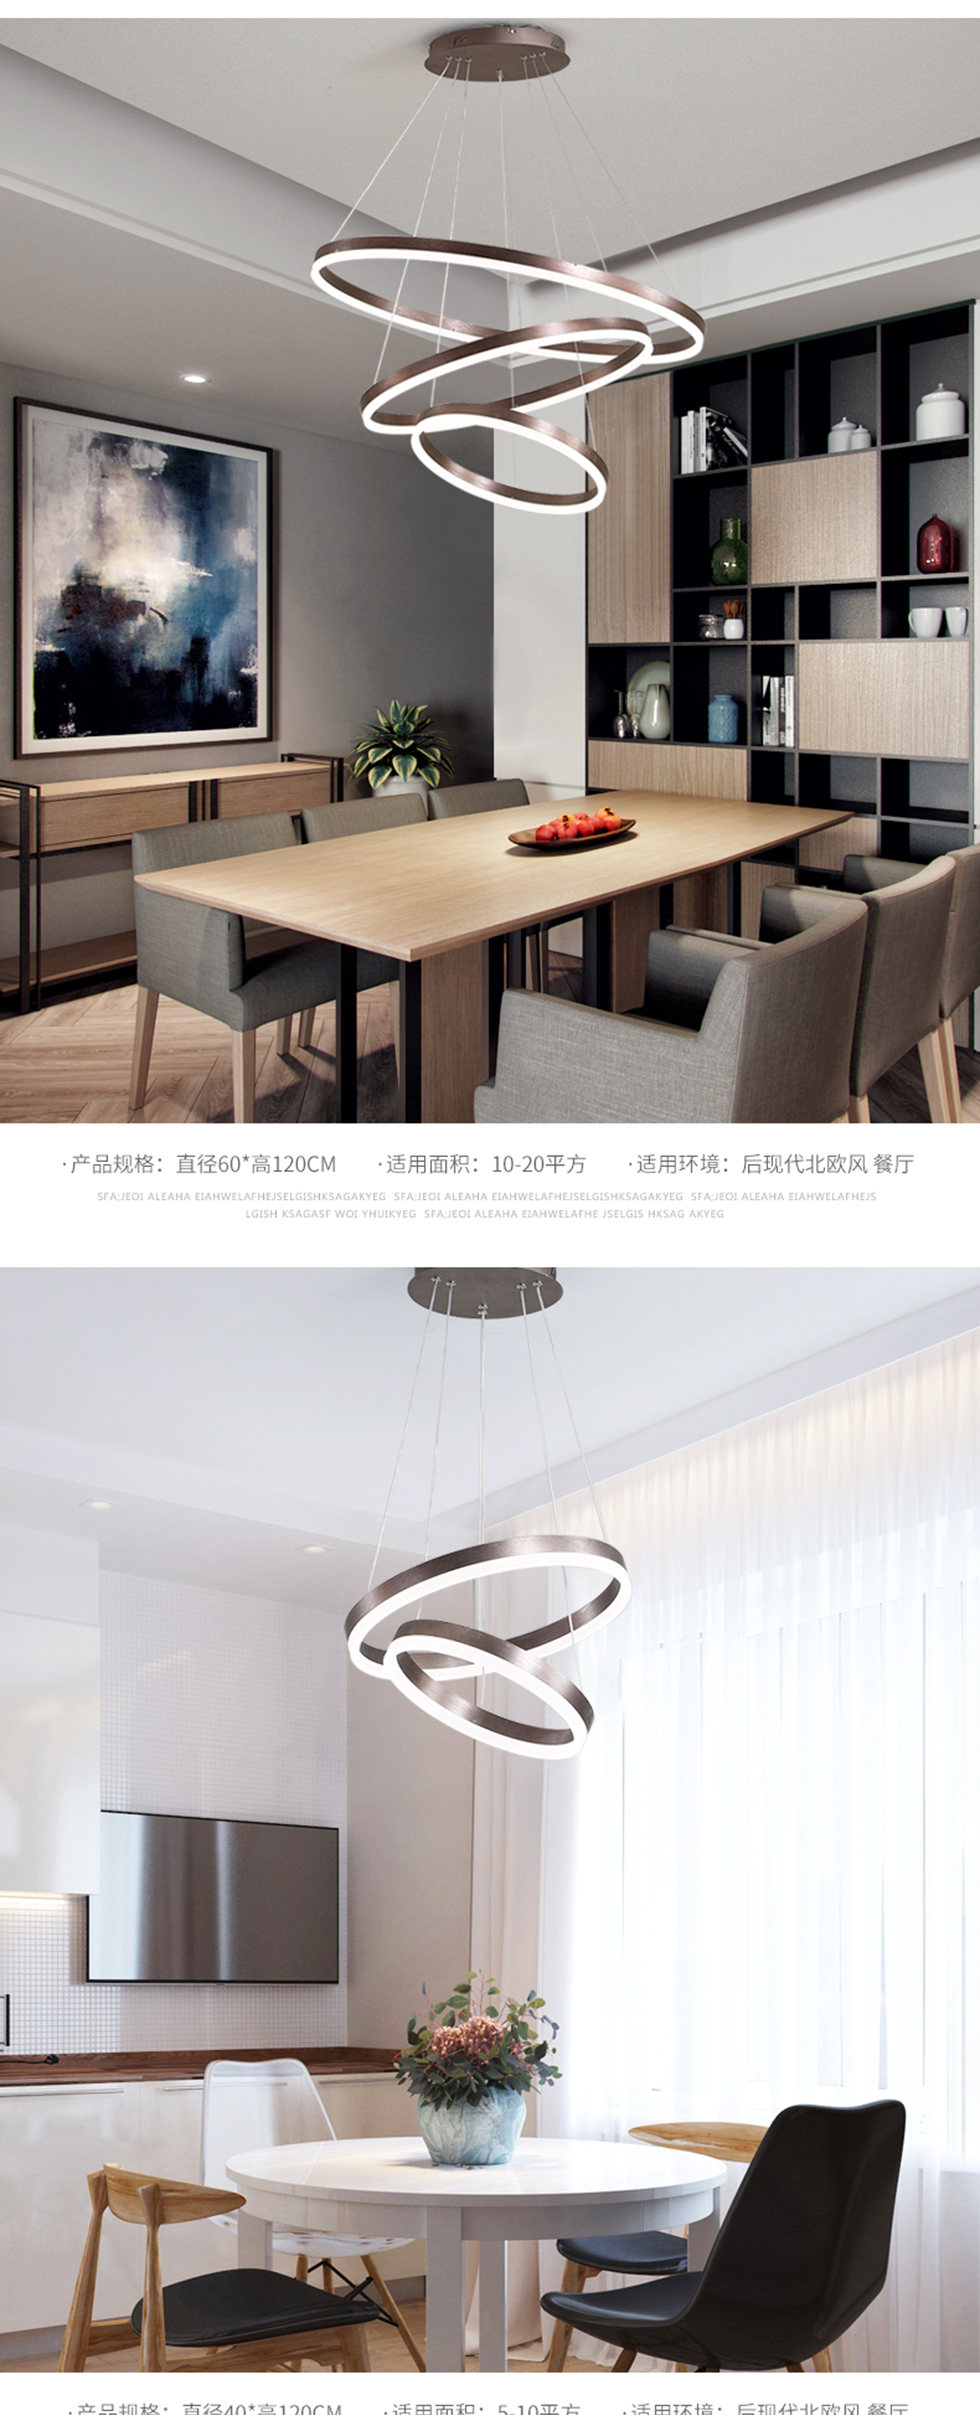 ·产品规格：直径60*高120CM ·适用面积：10-20平方 ·适用环境：后现代北欧风 餐厅
SFA;JEOI ALEAHA EIAHWELAFHEJSELGISHKSAGAKYEG SFA;JEOI ALEAHA EIAHWELAFHEJSELGISHKSAGAKYEG SFA;JEOI ALEAHA EIAHWELAFHEJS
LGISH KSAGASF WOI YHUIKYEG SFA;JEOI ALEAHA EIAHWELAFHE JSELGIS HKSAG AKYEG
·产品规格：直径40*高120CM ·适用面积：5-10平方 ·适用环境：后现代北欧风 餐厅